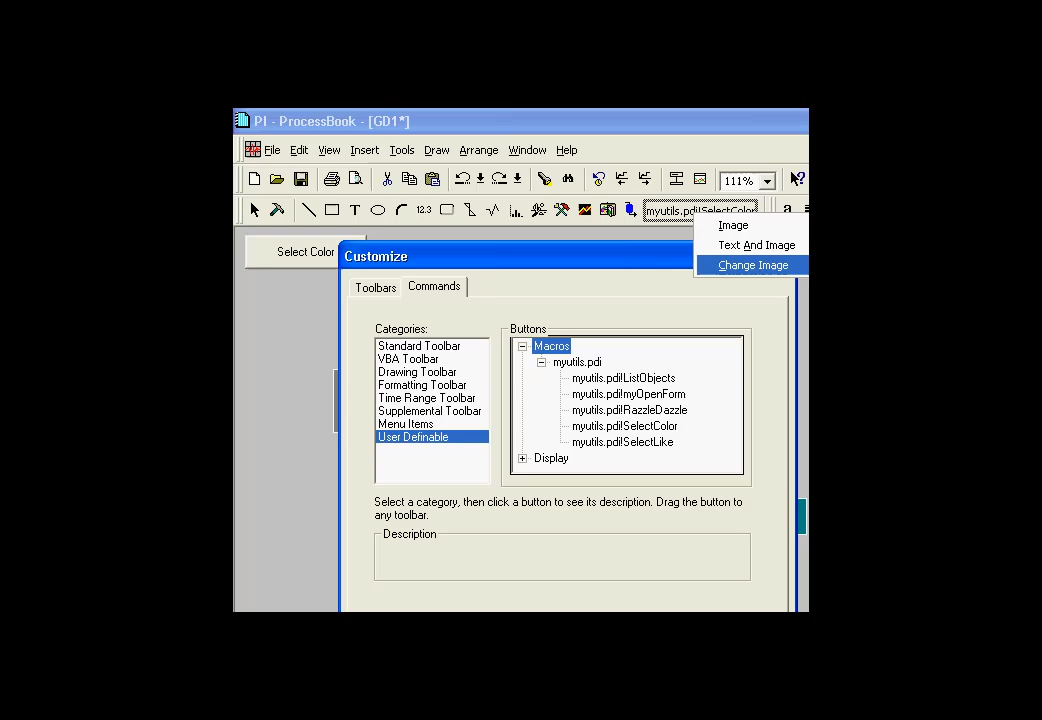 PI - ProcessBook - [GD1*]
File Edit View Insert Tools Draw Arrange Window Help
111%
T 12.3 myutils.pdi!SelectColor a
Image
Text And Image
Change Image
Select Color
Customize
Toolbars Commands
Categories:
Standard Toolbar
VBA Toolbar
Drawing Toolbar
Formatting Toolbar
Time Range Toolbar
Supplemental Toolbar
Menu Items
User Definable
Buttons
Macros
myutils.pdi
myutils.pdi!ListObjects
myutils.pdi!myOpenForm
myutils.pdi!RazzleDazzle
myutils.pdi!SelectColor
myutils.pdi!SelectLike
Display
Select a category, then click a button to see its description. Drag the button to
any toolbar.
Description